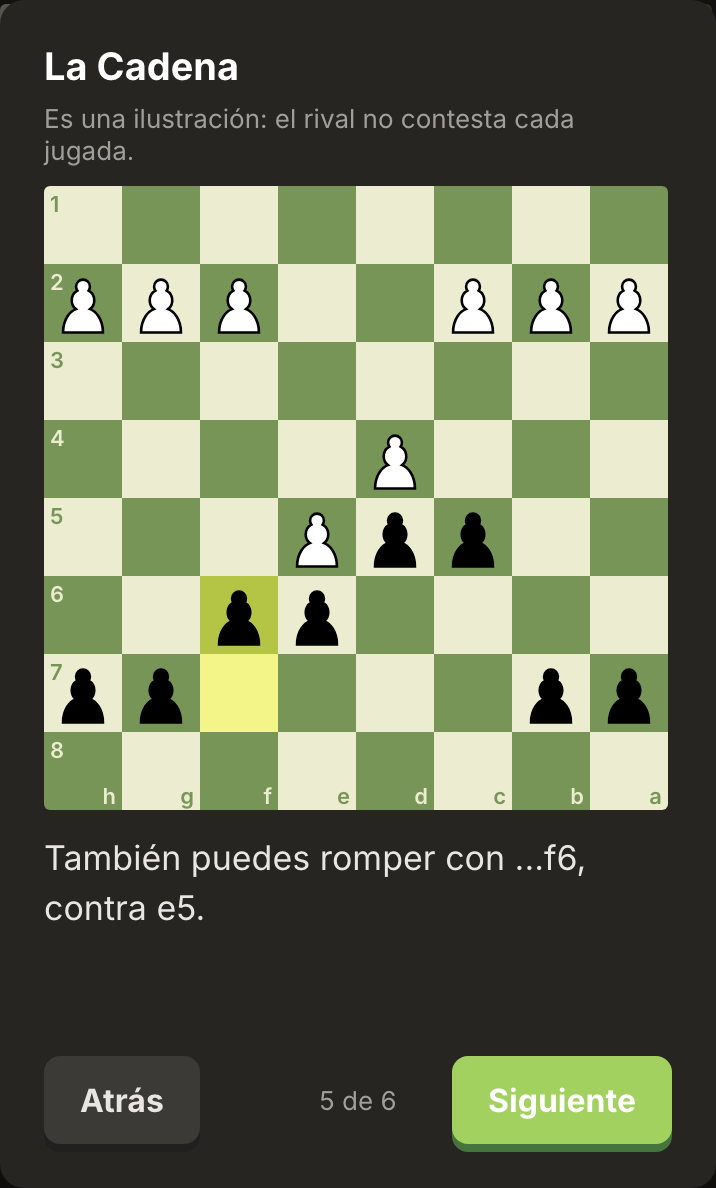 La Cadena
Es una ilustración: el rival no contesta cada
jugada.
1
2
3
4
5
6
7
8
h g f e d c b a
También puedes romper con ...f6,
contra e5.
Atrás 5 de 6 Siguiente